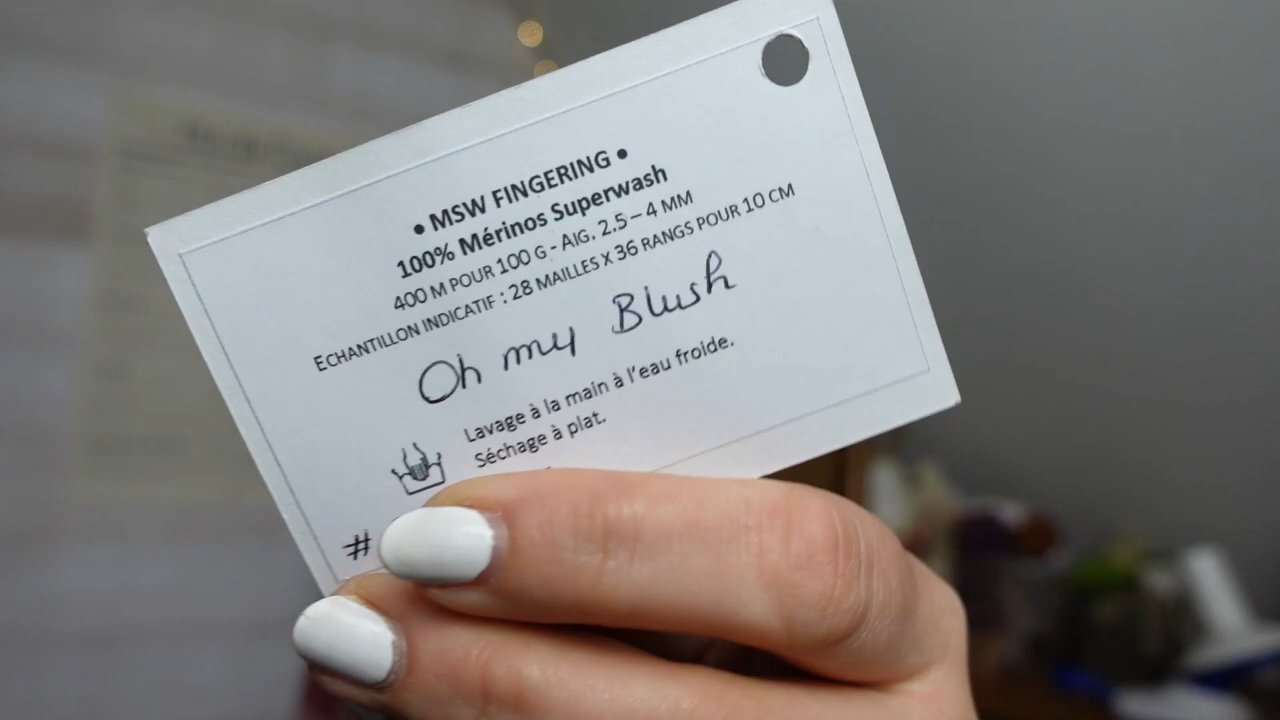 • MSW FINGERING •
100% Mérinos Superwash
400 M POUR 100 G - AIG. 2.5 – 4 MM
ECHANTILLON INDICATIF : 28 MAILLES X 36 RANGS POUR 10 CM
Oh my Blush
Lavage à la main à l'eau froide.
Séchage à plat.
#